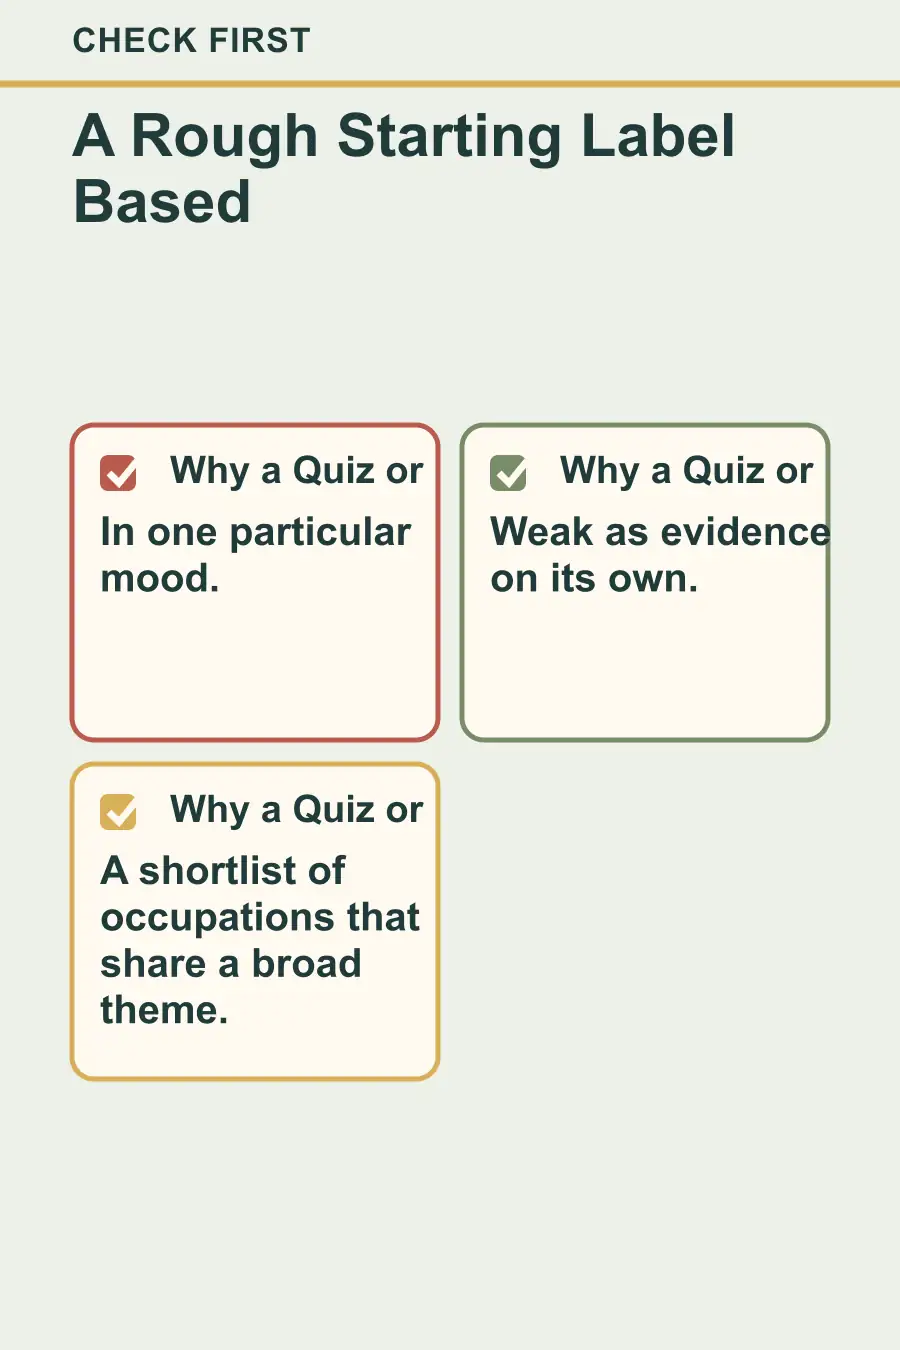 CHECK FIRST
A Rough Starting Label
Based
Why a Quiz or
In one particular
mood.
Why a Quiz or
Weak as evidence
on its own.
Why a Quiz or
A shortlist of
occupations that
share a broad
theme.